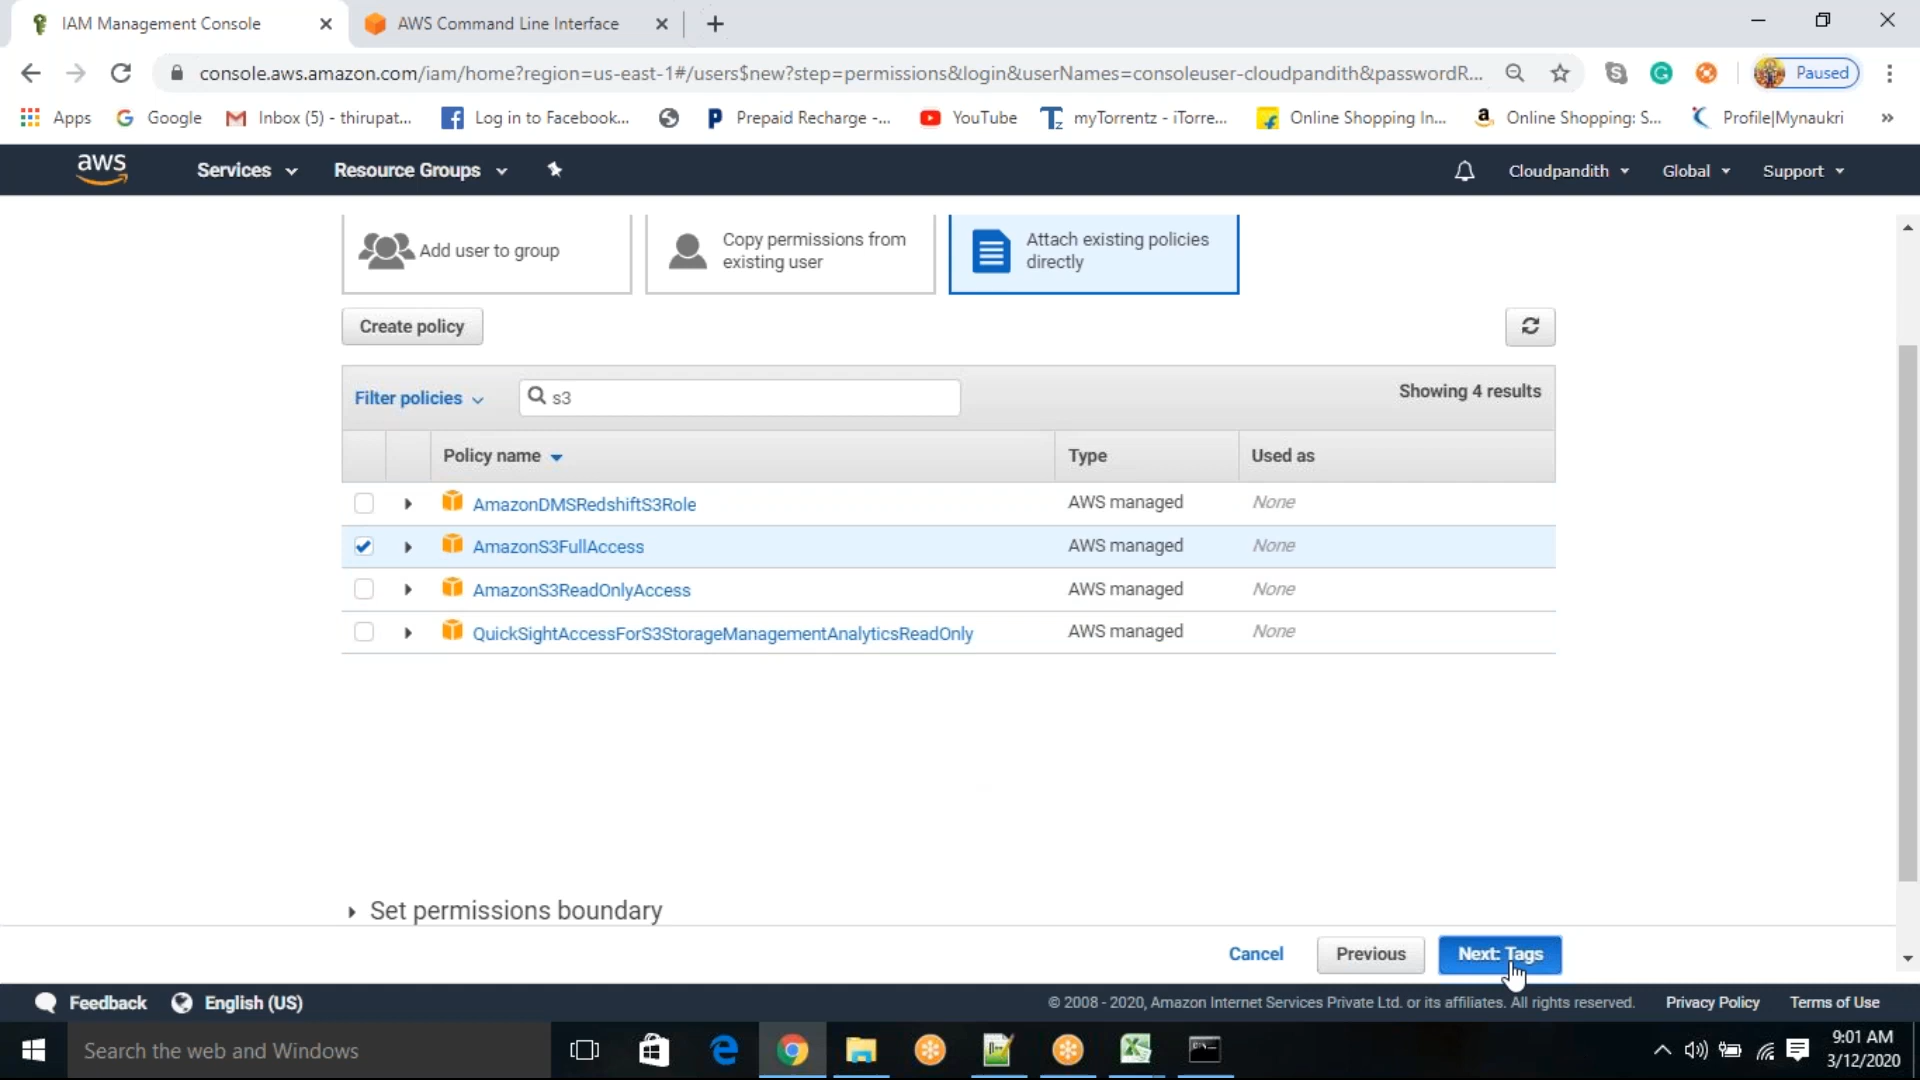 IAM Management Console
AWS Command Line Interface
console.aws.amazon.com/iam/home?region=us-east-1#/users$new?step=permissions&login&userNames=consoleuser-cloudpandith&passwordR...
Paused
Apps
Google
Inbox (5) - thirupat...
Log in to Facebook...
Prepaid Recharge -...
YouTube
myTorrentz - iTorre...
Online Shopping In...
Online Shopping: S...
Profile|Mynaukri
»
aws
Services
Resource Groups
Cloudpandith
Global
Support
Add user to group
Copy permissions from
existing user
Attach existing policies
directly
Create policy
Filter policies
s3
Showing 4 results
Policy name
Type
Used as
AmazonDMSRedshiftS3Role
AWS managed
None
AmazonS3FullAccess
AWS managed
None
AmazonS3ReadOnlyAccess
AWS managed
None
QuickSightAccessForS3StorageManagementAnalyticsReadOnly
AWS managed
None
Set permissions boundary
Cancel
Previous
Next: Tags
Feedback
English (US)
© 2008 - 2020, Amazon Internet Services Private Ltd. or its affiliates. All rights reserved.
Privacy Policy
Terms of Use
Search the web and Windows
9:01 AM
3/12/2020